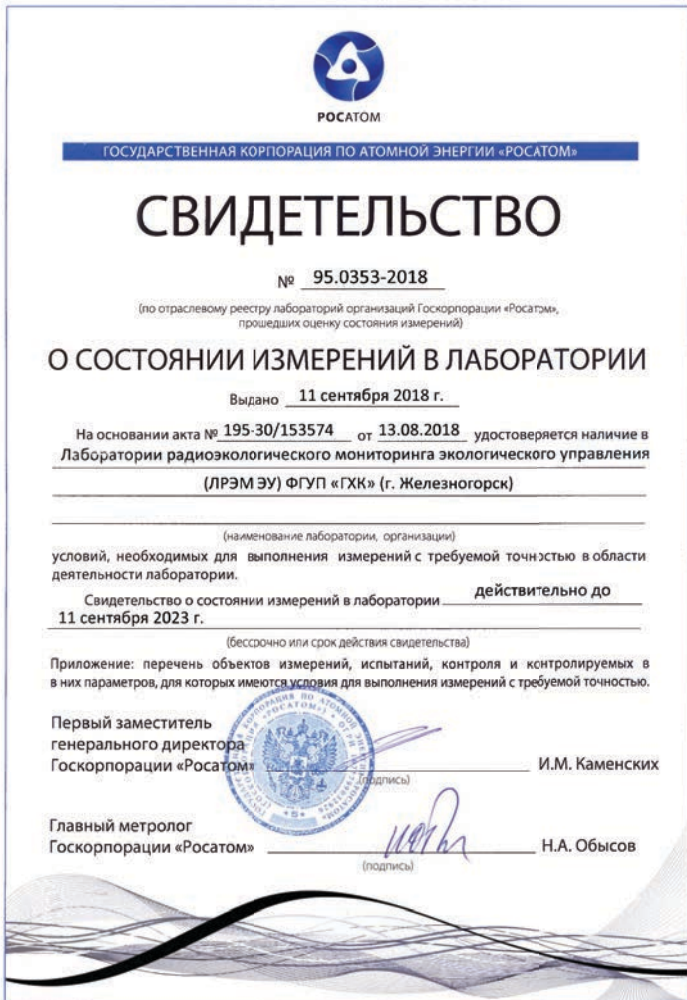 РОСАТОМ
ГОСУДАРСТВЕННАЯ КОРПОРАЦИЯ ПО АТОМНОЙ ЭНЕРГИИ «РОСАТОМ»
СВИДЕТЕЛЬСТВО
№ 95.0353-2018
(по отраслевому реестру лабораторий организаций Госкорпорации «Росатом»,
прошедших оценку состояния измерений)
О СОСТОЯНИИ ИЗМЕРЕНИЙ В ЛАБОРАТОРИИ
Выдано 11 сентября 2018 г.
На основании акта № 195-30/153574 от 13.08.2018 удостоверяется наличие в
Лаборатории радиоэкологического мониторинга экологического управления
(ЛРЭМ ЭУ) ФГУП «ГХК» (г. Железногорск)
(наименование лаборатории, организации)
условий, необходимых для выполнения измерений с требуемой точностью в области
деятельности лаборатории.
Свидетельство о состоянии измерений в лаборатории действительно до
11 сентября 2023 г.
(бессрочно или срок действия свидетельства)
Приложение: перечень объектов измерений, испытаний, контроля и контролируемых в
в них параметров, для которых имеются условия для выполнения измерений с требуемой точностью.
Первый заместитель
генерального директора
Госкорпорации «Росатом» И.М. Каменских
(подпись)
Главный метролог
Госкорпорации «Росатом» Н.А. Обысов
(подпись)